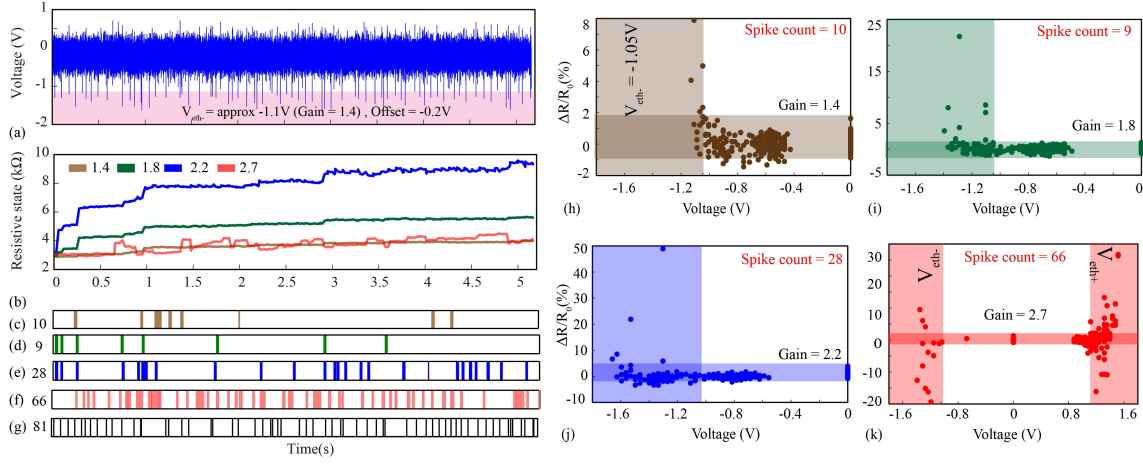 (a)
Voltage (V)
1
0
-1
-2
V_eth- = approx -1.1V (Gain = 1.4) , Offset = -0.2V
(b)
Resistive state (kΩ)
10
8
6
4
2
1.4 1.8 2.2 2.7
0 0.5 1 1.5 2 2.5 3 3.5 4 4.5 5
(c) 10
(d) 9
(e) 28
(f) 66
(g) 81
Time(s)
(h)
ΔR/R0(%)
8
6
4
2
0
-2
V_eth- = -1.05V
Spike count = 10
Gain = 1.4
-1.6 -1.2 -0.8 -0.4 0
Voltage (V)
(i)
25
15
5
-5
Spike count = 9
Gain = 1.8
-1.8 -1.4 -1 -0.6 -0.2
Voltage (V)
(j)
ΔR/R0(%)
50
40
30
20
10
0
-10
Spike count = 28
Gain = 2.2
-1.6 -1.2 -0.8 -0.4 0
Voltage (V)
(k)
30
20
10
0
-10
-20
V_eth-
Spike count = 66
V_eth+
Gain = 2.7
-1.8 -1.2 -0.6 0 0.6 1.2 1.8
Voltage (V)